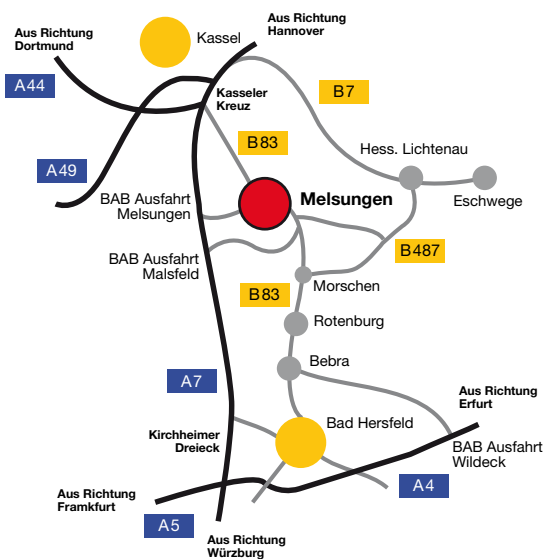 Aus Richtung
Dortmund
Kassel
Aus Richtung
Hannover
A44
Kasseler
Kreuz
B7
B83
Hess. Lichtenau
A49
BAB Ausfahrt
Melsungen
Melsungen
Eschwege
BAB Ausfahrt
Malsfeld
B487
B83
Morschen
Rotenburg
Bebra
A7
Aus Richtung
Erfurt
Kirchheimer
Dreieck
Bad Hersfeld
BAB Ausfahrt
Wildeck
A4
Aus Richtung
Framkfurt
A5
Aus Richtung
Würzburg